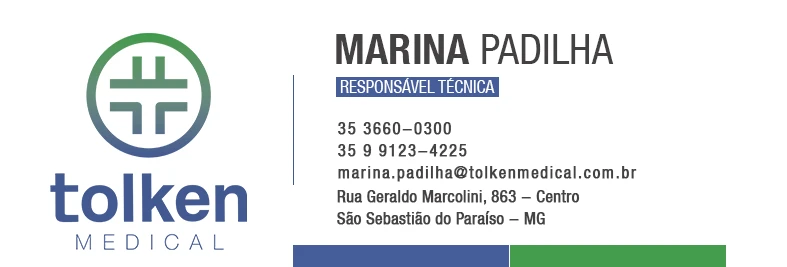 tolken
MEDICAL
MARINA PADILHA
RESPONSÁVEL TÉCNICA
35 3660-0300
35 9 9123-4225
marina.padilha@tolkenmedical.com.br
Rua Geraldo Marcolini, 863 - Centro
São Sebastião do Paraíso - MG